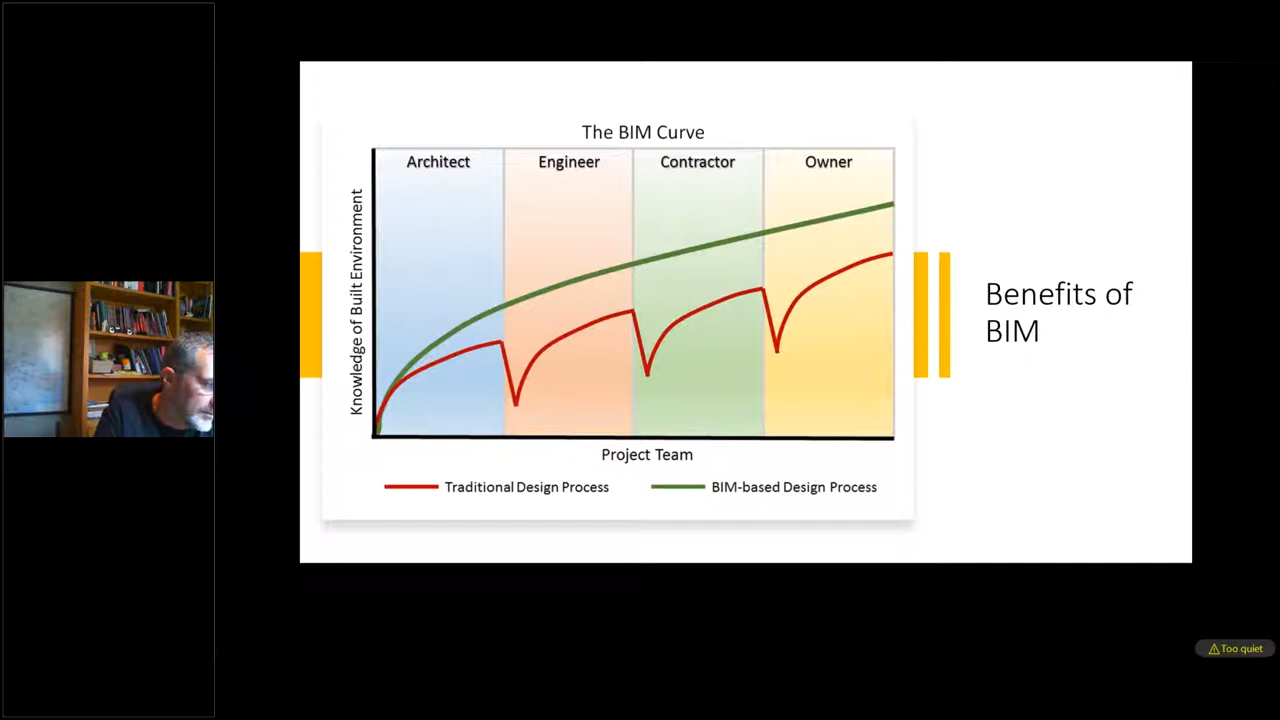 The BIM Curve
Architect
Engineer
Contractor
Owner
Knowledge of Built Environment
Project Team
Traditional Design Process
BIM-based Design Process
Benefits of
BIM
Too quiet